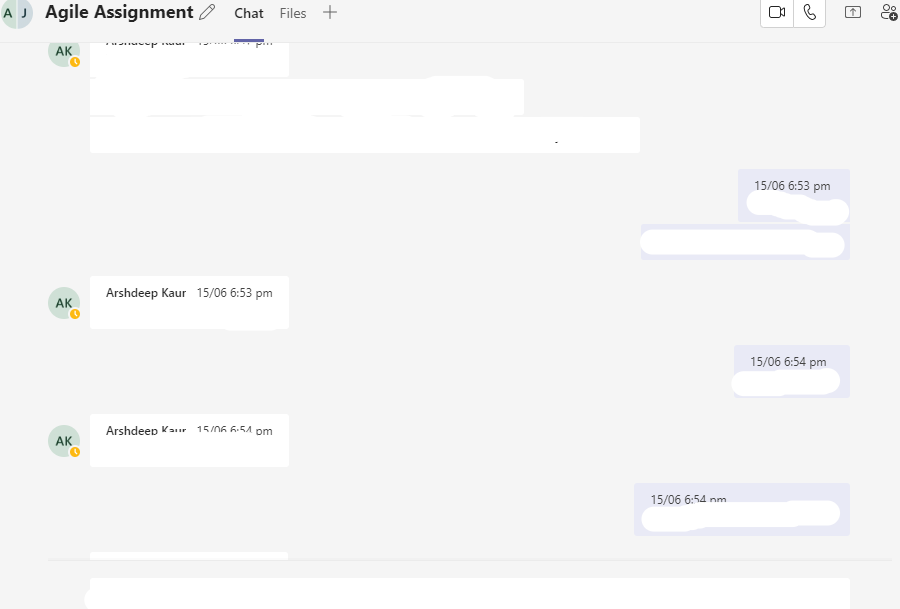 A J Agile Assignment Chat Files
AK Arshdeep Kaur
15/06 6:53 pm
AK Arshdeep Kaur 15/06 6:53 pm
15/06 6:54 pm
AK Arshdeep Kaur 15/06 6:54 pm
15/06 6:54 pm